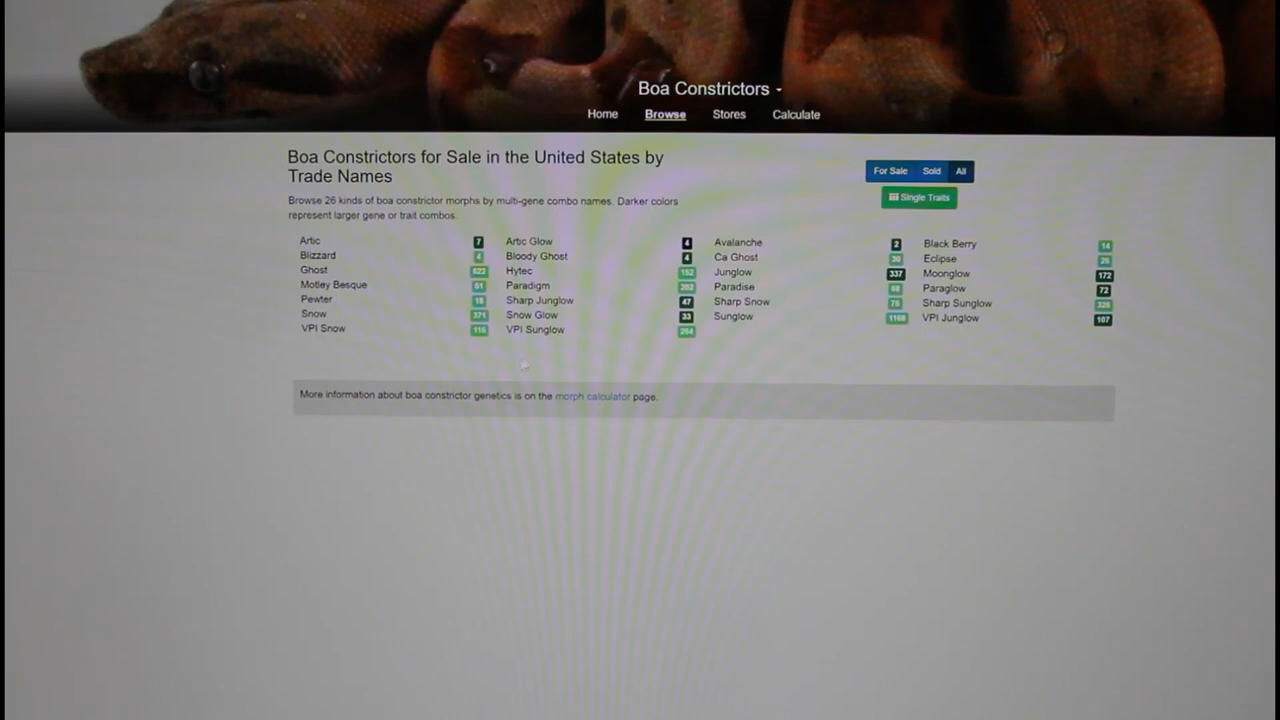 Boa Constrictors
Home Browse Stores Calculate
Boa Constrictors for Sale in the United States by
Trade Names
For Sale Sold All
Single Traits
Browse 26 kinds of boa constrictor morphs by multi-gene combo names. Darker colors
represent larger gene or trait combos.
Artic 7 Artic Glow 4 Avalanche 2 Black Berry 14
Blizzard 4 Bloody Ghost 4 Ca Ghost 30 Eclipse
Ghost 622 Hytec 152 Junglow 337 Moonglow 172
Motley Besque 61 Paradigm 202 Paradise Paraglow 72
Pewter 18 Sharp Junglow 47 Sharp Snow 75 Sharp Sunglow
Snow 371 Snow Glow 33 Sunglow 1168 VPI Junglow 107
VPI Snow 115 VPI Sunglow 264
More information about boa constrictor genetics is on the morph calculator page.